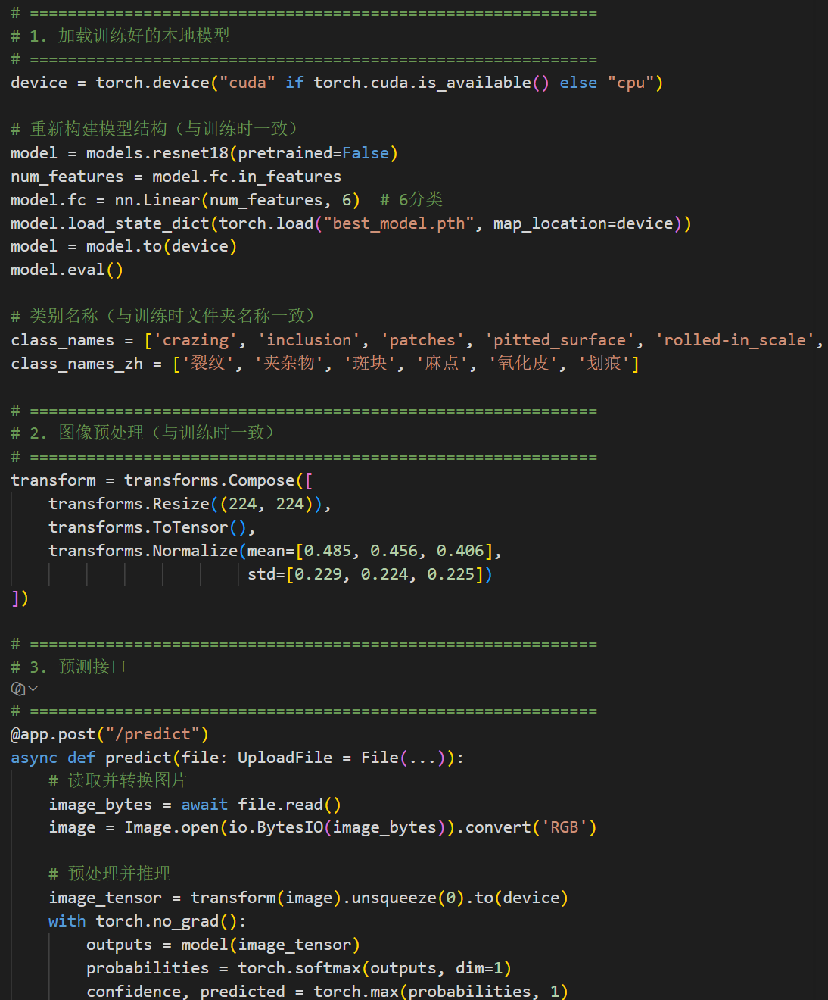 # ============================================================
# 1. 加载训练好的本地模型
# ============================================================
device = torch.device("cuda" if torch.cuda.is_available() else "cpu")
# 重新构建模型结构（与训练时一致）
model = models.resnet18(pretrained=False)
num_features = model.fc.in_features
model.fc = nn.Linear(num_features, 6)  # 6分类
model.load_state_dict(torch.load("best_model.pth", map_location=device))
model = model.to(device)
model.eval()
# 类别名称（与训练时文件夹名称一致）
class_names = ['crazing', 'inclusion', 'patches', 'pitted_surface', 'rolled-in_scale',
class_names_zh = ['裂纹', '夹杂物', '斑块', '麻点', '氧化皮', '划痕']
# ============================================================
# 2. 图像预处理（与训练时一致）
# ============================================================
transform = transforms.Compose([
    transforms.Resize((224, 224)),
    transforms.ToTensor(),
    transforms.Normalize(mean=[0.485, 0.456, 0.406],
                         std=[0.229, 0.224, 0.225])
])
# ============================================================
# 3. 预测接口
# ============================================================
@app.post("/predict")
async def predict(file: UploadFile = File(...)):
    # 读取并转换图片
    image_bytes = await file.read()
    image = Image.open(io.BytesIO(image_bytes)).convert('RGB')
    # 预处理并推理
    image_tensor = transform(image).unsqueeze(0).to(device)
    with torch.no_grad():
        outputs = model(image_tensor)
        probabilities = torch.softmax(outputs, dim=1)
        confidence, predicted = torch.max(probabilities, 1)